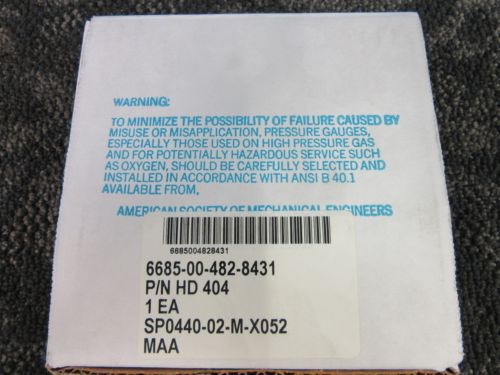 WARNING:
TO MINIMIZE THE POSSIBILITY OF FAILURE CAUSED BY
MISUSE OR MISAPPLICATION, PRESSURE GAUGES,
ESPECIALLY THOSE USED ON HIGH PRESSURE GAS
AND FOR POTENTIALLY HAZARDOUS SERVICE SUCH
AS OXYGEN, SHOULD BE CAREFULLY SELECTED AND
INSTALLED IN ACCORDANCE WITH ANSI B 40.1
AVAILABLE FROM,
AMERICAN SOCIETY OF MECHANICAL ENGINEERS
6685004828431
6685-00-482-8431
P/N HD 404
1 EA
SP0440-02-M-X052
MAA